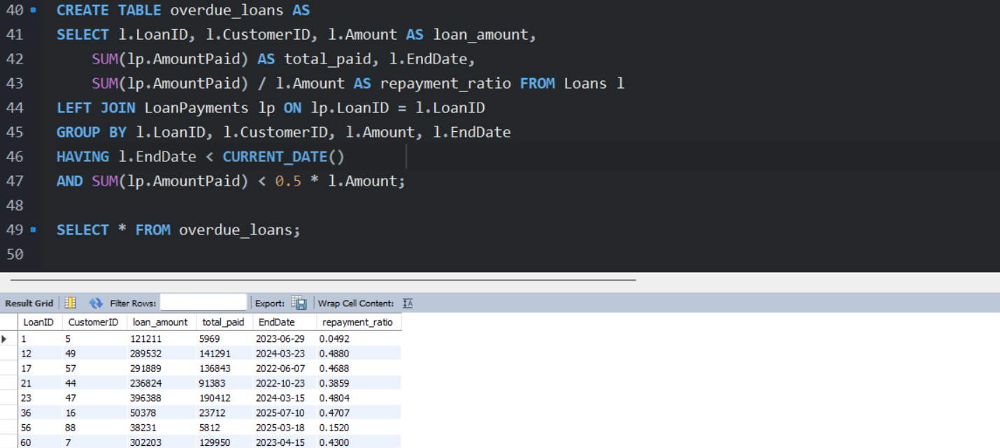 40 CREATE TABLE overdue_loans AS
41 SELECT l.LoanID, l.CustomerID, l.Amount AS loan_amount,
42 SUM(lp.AmountPaid) AS total_paid, l.EndDate,
43 SUM(lp.AmountPaid) / l.Amount AS repayment_ratio FROM Loans l
44 LEFT JOIN LoanPayments lp ON lp.LoanID = l.LoanID
45 GROUP BY l.LoanID, l.CustomerID, l.Amount, l.EndDate
46 HAVING l.EndDate < CURRENT_DATE()
47 AND SUM(lp.AmountPaid) < 0.5 * l.Amount;
48
49 SELECT * FROM overdue_loans;
50
Result Grid Filter Rows: Export: Wrap Cell Content: IA
LoanID CustomerID loan_amount total_paid EndDate repayment_ratio
1 5 121211 5969 2023-06-29 0.0492
12 49 289532 141291 2024-03-23 0.4880
17 57 291889 136843 2022-06-07 0.4688
21 44 236824 91383 2022-10-23 0.3859
23 47 396388 190412 2024-03-15 0.4804
36 16 50378 23712 2025-07-10 0.4707
56 88 38231 5812 2025-03-18 0.1520
60 7 302203 129950 2023-04-15 0.4300